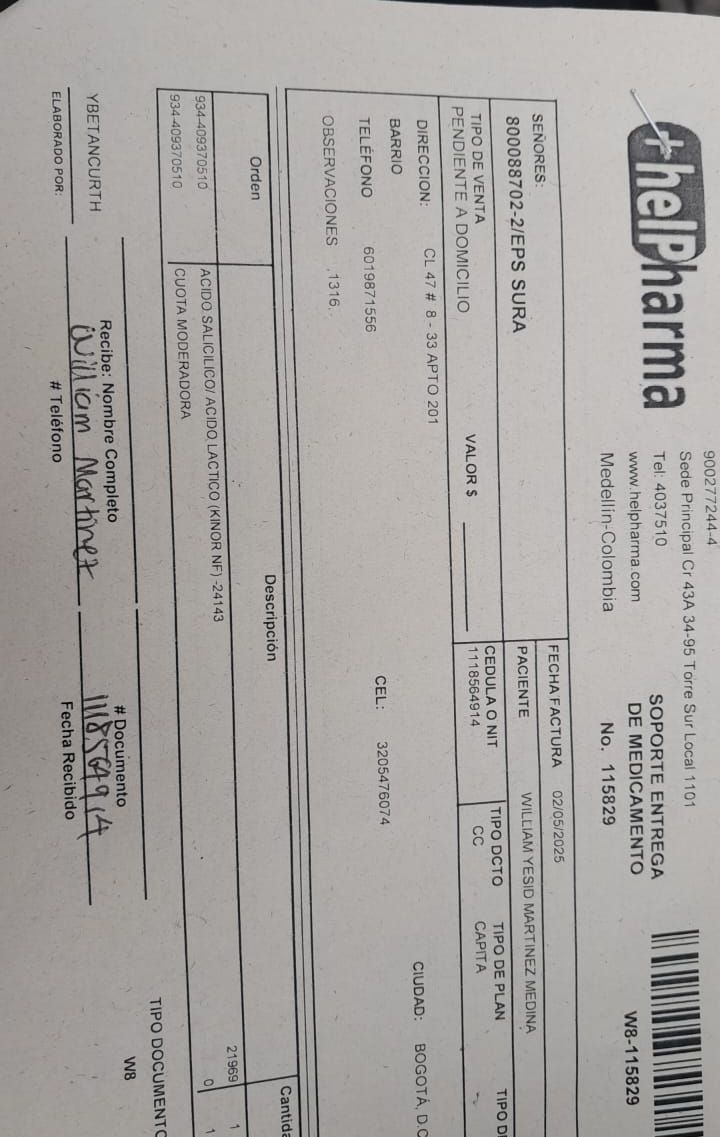 +helPharma
900277244-4
Sede Principal Cr 43A 34-95 Torre Sur Local 1101
Tel: 4037510
www.helpharma.com
Medellín-Colombia
SOPORTE ENTREGA
DE MEDICAMENTO
No. 115829
W8-115829
SEÑORES:
800088702-2/EPS SURA
FECHA FACTURA 02/05/2025
PACIENTE WILLIAM YESID MARTINEZ MEDINA
TIPO DE VENTA
PENDIENTE A DOMICILIO
VALOR $
CEDULA O NIT
1118564914
TIPO DCTO
CC
TIPO DE PLAN
CAPITA
TIPO D
DIRECCION: CL 47 # 8 - 33 APTO 201
CIUDAD: BOGOTÁ, D.C
BARRIO
TELÉFONO 6019871556
CEL: 3205476074
OBSERVACIONES , 1316..
Orden Descripción Cantida
934-409370510 ACIDO SALICILICO/ ACIDO LACTICO (KINOR NF) -24143 21969 1
934-409370510 CUOTA MODERADORA 0 1
TIPO DOCUMENTO
W8
YBETANCURTH
ELABORADO POR:
Recibe: Nombre Completo
William Martinez
# Teléfono
# Documento
1118564914
Fecha Recibido